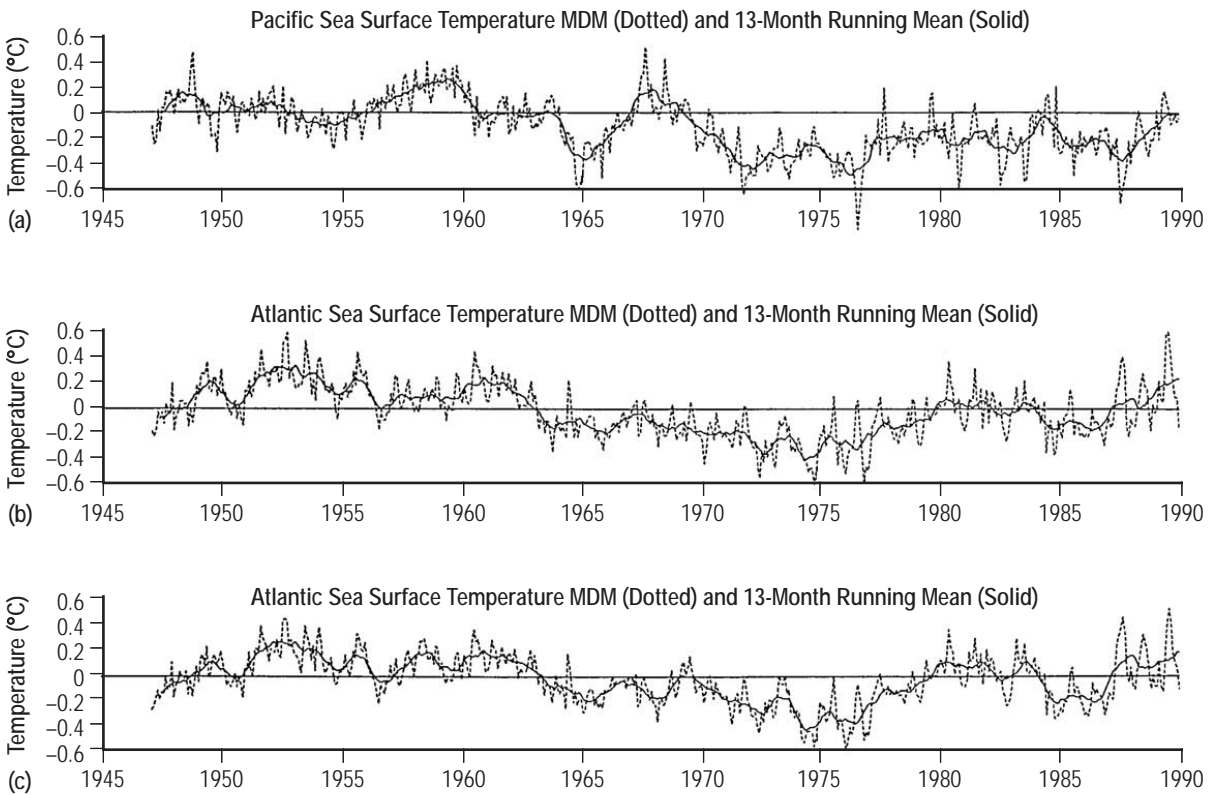 Pacific Sea Surface Temperature MDM (Dotted) and 13-Month Running Mean (Solid)
Temperature (°C)
0.6
0.4
0.2
0
−0.2
−0.4
−0.6
(a)
1945 1950 1955 1960 1965 1970 1975 1980 1985 1990
Atlantic Sea Surface Temperature MDM (Dotted) and 13-Month Running Mean (Solid)
Temperature (°C)
0.6
0.4
0.2
0
−0.2
−0.4
−0.6
(b)
1945 1950 1955 1960 1965 1970 1975 1980 1985 1990
Atlantic Sea Surface Temperature MDM (Dotted) and 13-Month Running Mean (Solid)
Temperature (°C)
0.6
0.4
0.2
0
−0.2
−0.4
−0.6
(c)
1945 1950 1955 1960 1965 1970 1975 1980 1985 1990